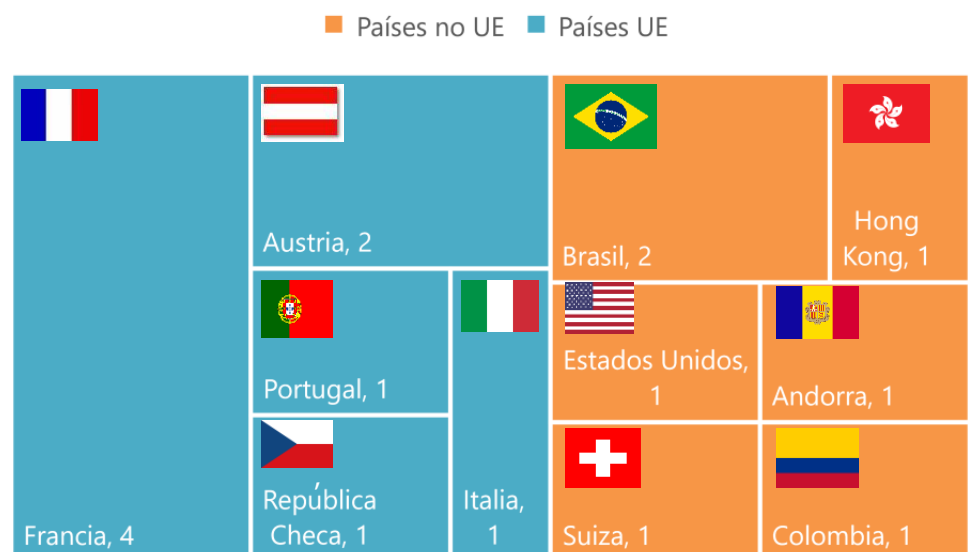 Países no UE
Países UE
Austria, 2
Brasil, 2
Hong
Kong, 1
Portugal, 1
Estados Unidos,
1
Andorra, 1
Francia, 4
República
Checa, 1
Italia,
1
Suiza, 1
Colombia, 1